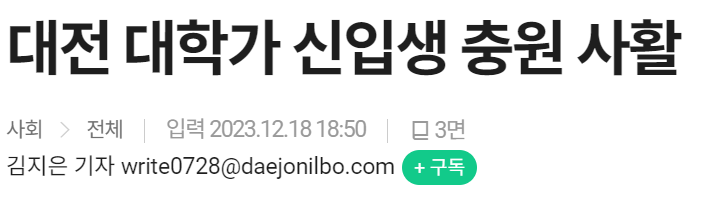 대전 대학가 신입생 충원 사활
사회 > 전체 | 입력 2023.12.18 18:50 | 3면
김지은 기자 write0728@daejonilbo.com + 구독